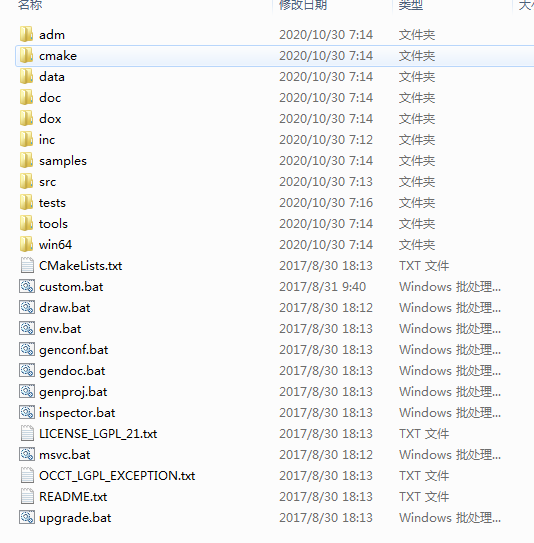 名称 修改日期 类型
adm 2020/10/30 7:14 文件夹
cmake 2020/10/30 7:14 文件夹
data 2020/10/30 7:14 文件夹
doc 2020/10/30 7:14 文件夹
dox 2020/10/30 7:14 文件夹
inc 2020/10/30 7:12 文件夹
samples 2020/10/30 7:14 文件夹
src 2020/10/30 7:13 文件夹
tests 2020/10/30 7:16 文件夹
tools 2020/10/30 7:14 文件夹
win64 2020/10/30 7:14 文件夹
CMakeLists.txt 2017/8/30 18:13 TXT 文件
custom.bat 2017/8/31 9:40 Windows 批处理...
draw.bat 2017/8/30 18:12 Windows 批处理...
env.bat 2017/8/30 18:13 Windows 批处理...
genconf.bat 2017/8/30 18:13 Windows 批处理...
gendoc.bat 2017/8/30 18:13 Windows 批处理...
genproj.bat 2017/8/30 18:13 Windows 批处理...
inspector.bat 2017/8/30 18:13 Windows 批处理...
LICENSE_LGPL_21.txt 2017/8/30 18:13 TXT 文件
msvc.bat 2017/8/30 18:12 Windows 批处理...
OCCT_LGPL_EXCEPTION.txt 2017/8/30 18:13 TXT 文件
README.txt 2017/8/30 18:13 TXT 文件
upgrade.bat 2017/8/30 18:13 Windows 批处理...